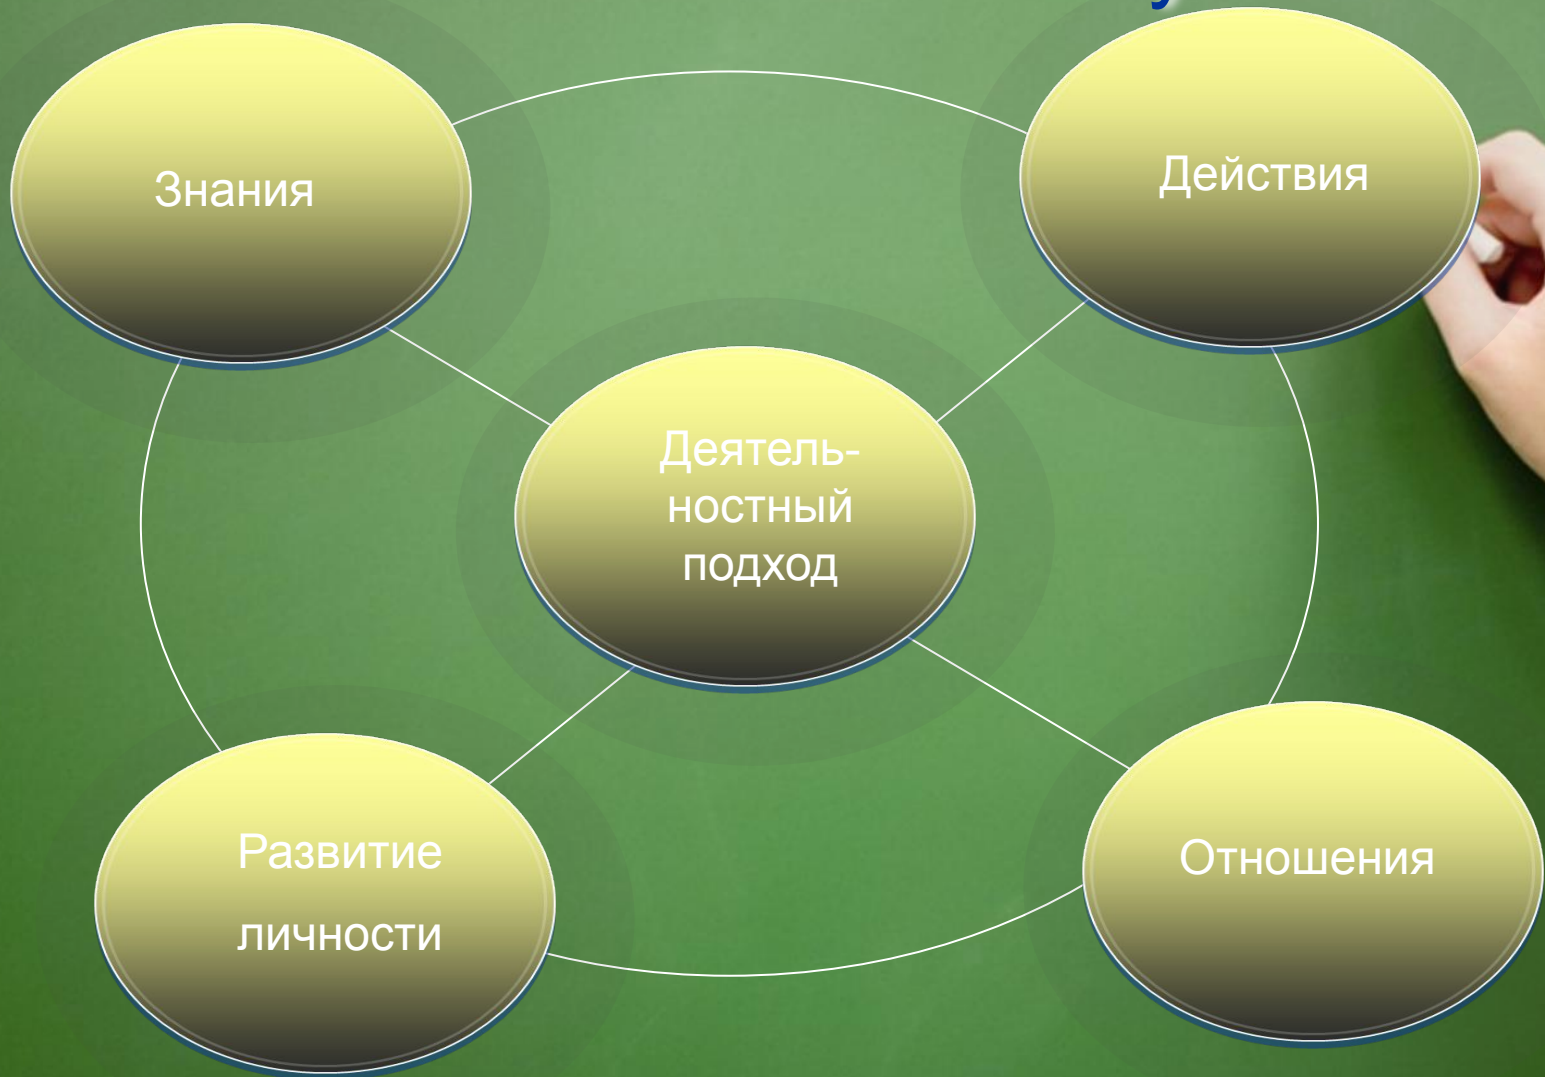 Знания
Действия
Деятель-
ностный
подход
Развитие
личности
Отношения